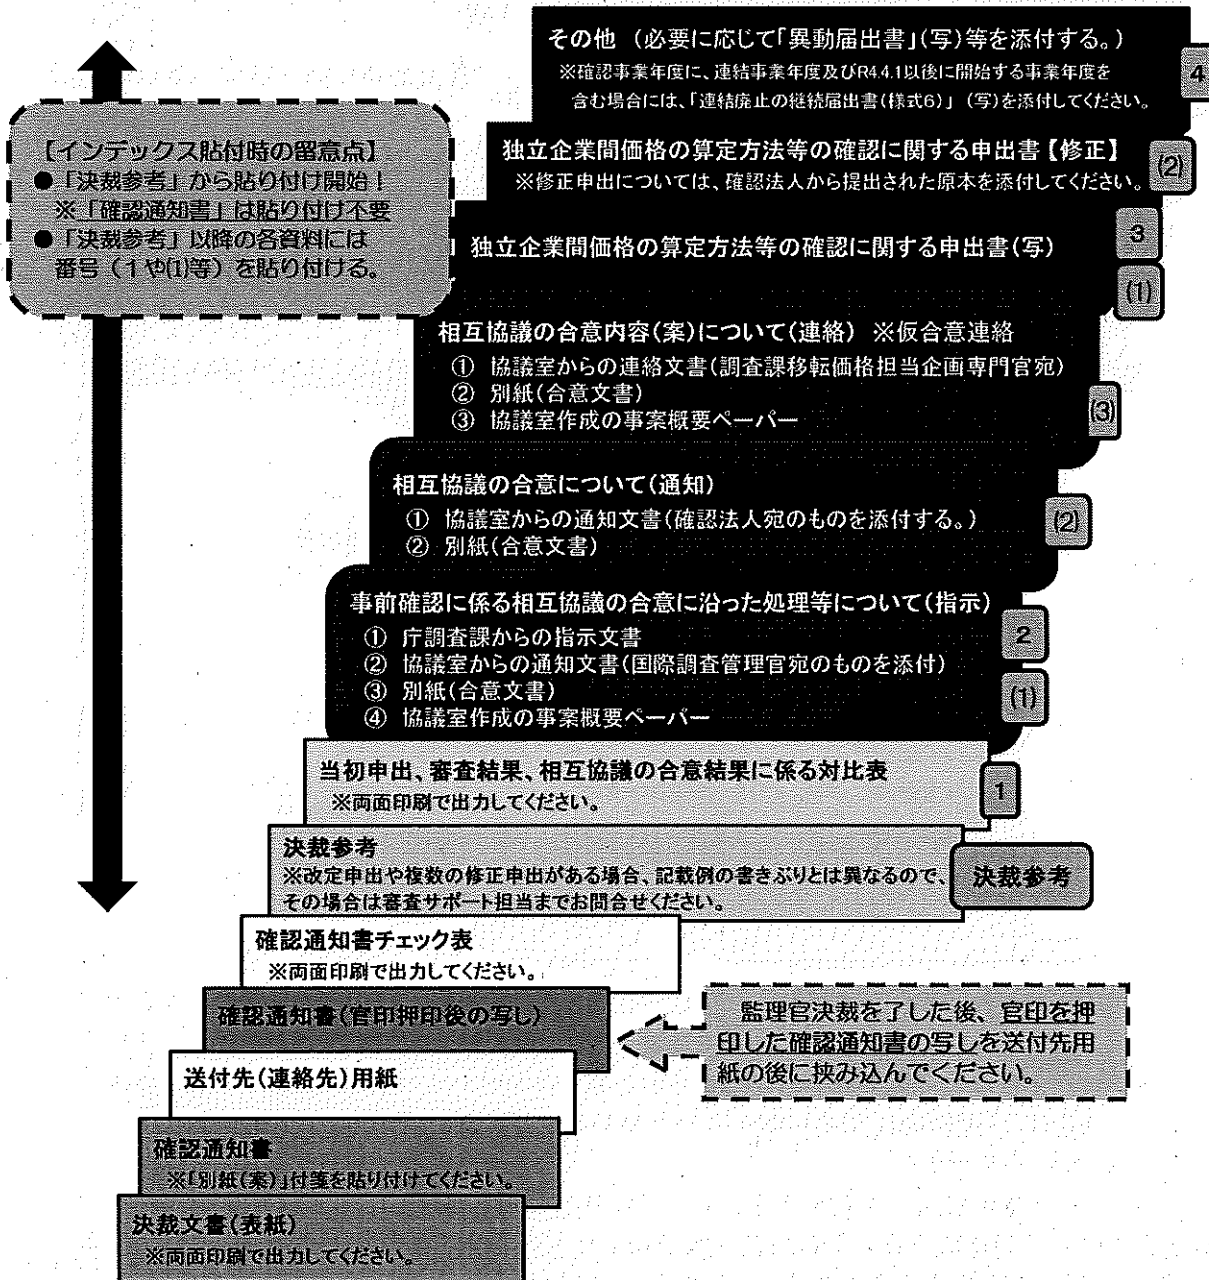 その他 (必要に応じて「異動届出書」(写)等を添付する。)
※確認事業年度に、連結事業年度及びR4.4.1以後に開始する事業年度を
含む場合には、「連結廃止の継続届出書(様式6)」(写)を添付してください。
4
【インデックス貼付時の留意点】
●「決裁参考」から貼り付け開始!
※「確認通知書」は貼り付け不要
●「決裁参考」以降の各資料には
番号(1や(1)等)を貼り付ける。
独立企業間価格の算定方法等の確認に関する申出書【修正】
※修正申出については、確認法人から提出された原本を添付してください。
(2)
独立企業間価格の算定方法等の確認に関する申出書(写)
3
(1)
相互協議の合意内容(案)について(連絡) ※仮合意連絡
① 協議室からの連絡文書(調査課移転価格担当企画専門官宛)
② 別紙(合意文書)
③ 協議室作成の事案概要ペーパー
(3)
相互協議の合意について(通知)
① 協議室からの通知文書(確認法人宛のものを添付する。)
② 別紙(合意文書)
(2)
事前確認に係る相互協議の合意に沿った処理等について(指示)
① 庁調査課からの指示文書
② 協議室からの通知文書(国際調査管理官宛のものを添付)
③ 別紙(合意文書)
④ 協議室作成の事案概要ペーパー
2
(1)
当初申出、審査結果、相互協議の合意結果に係る対比表
※両面印刷で出力してください。
1
決裁参考
※改定申出や複数の修正申出がある場合、記載例の書きぶりとは異なるので、
その場合は審査サポート担当までお問合せください。
決裁参考
確認通知書チェック表
※両面印刷で出力してください。
確認通知書(官印押印後の写し)
監理官決裁を了した後、官印を押
印した確認通知書の写しを送付先用
紙の後に挟み込んでください。
送付先(連絡先)用紙
確認通知書
※「別紙(案)」付箋を貼り付けてください。
決裁文書(表紙)
※両面印刷で出力してください。